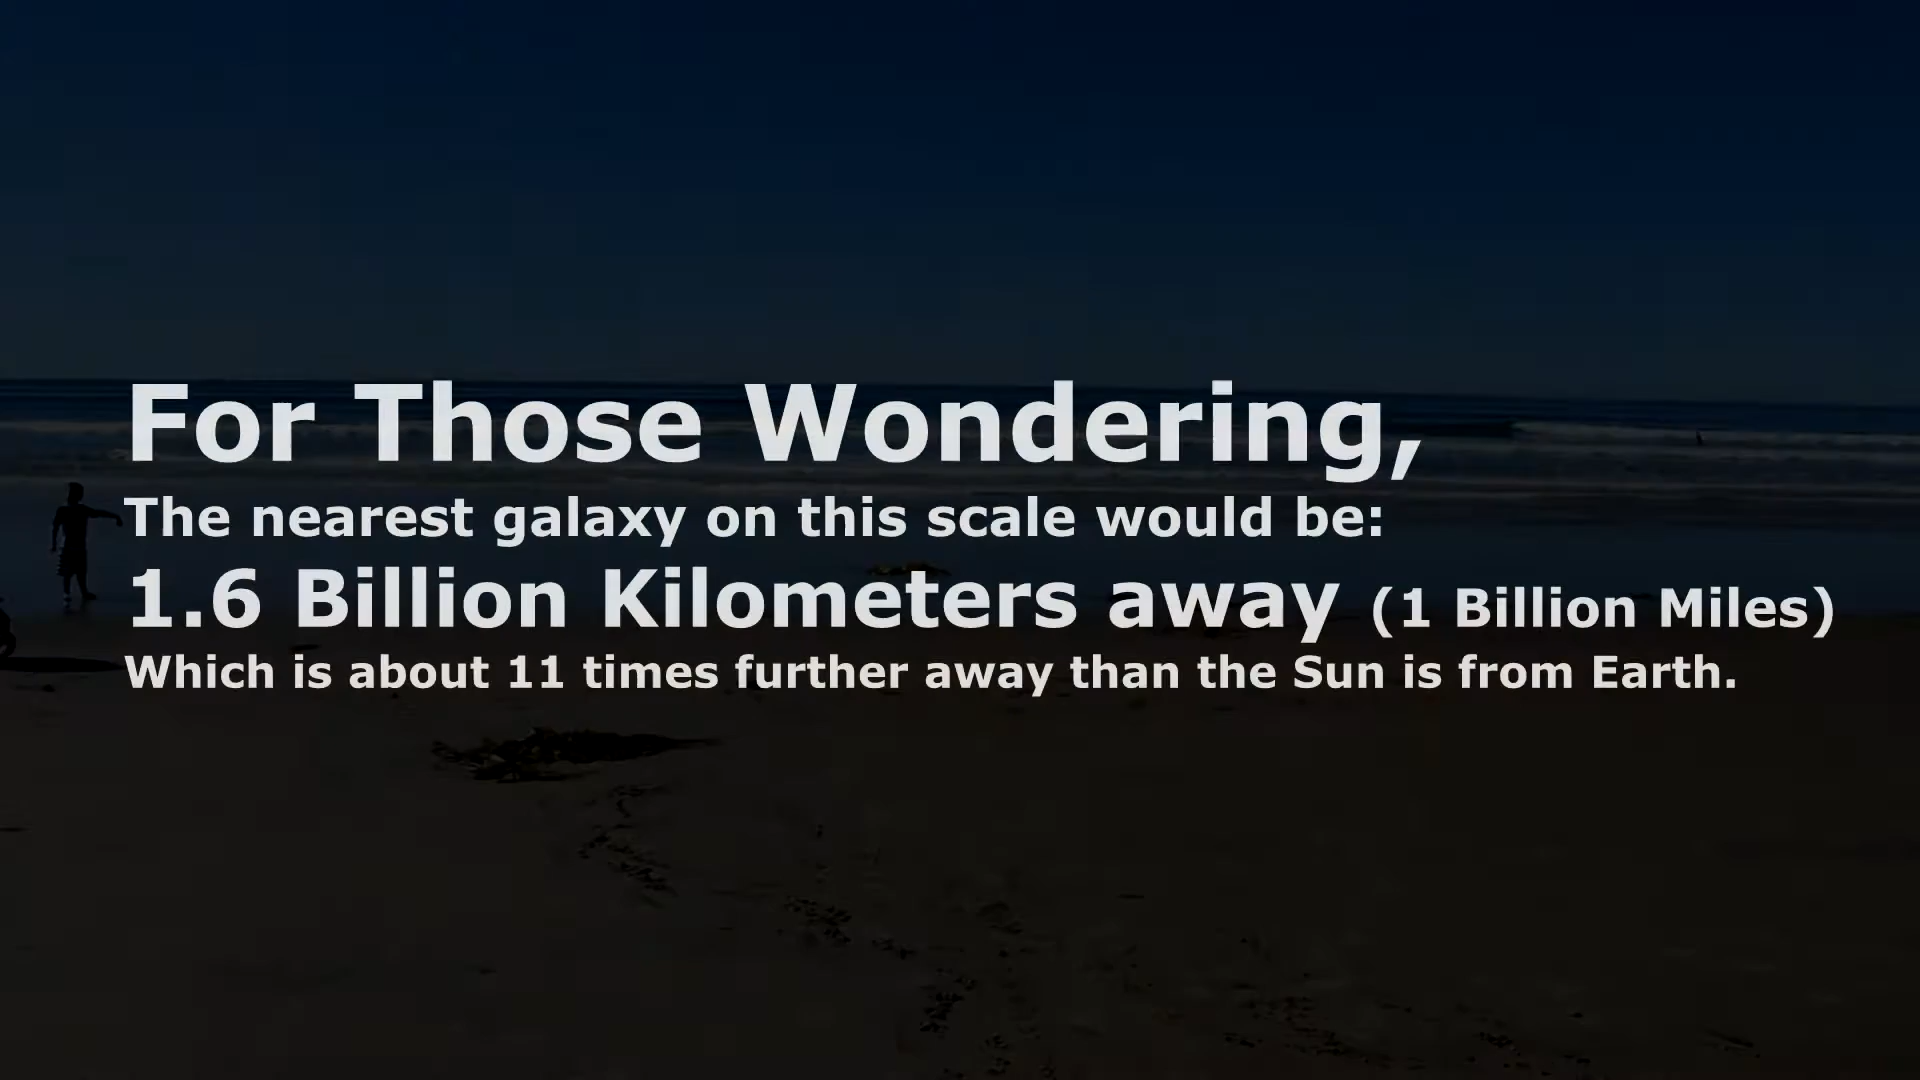 For Those Wondering,
The nearest galaxy on this scale would be:
1.6 Billion Kilometers away (1 Billion Miles)
Which is about 11 times further away than the Sun is from Earth.